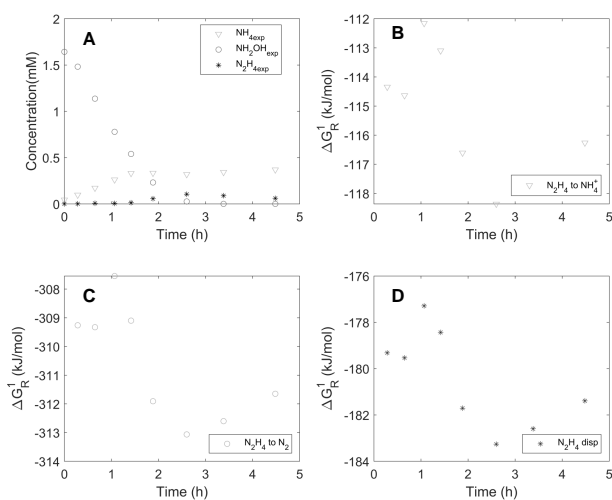 A
NH4exp
NH2OHexp
N2H4exp
2
1.5
1
0.5
0
Concentration(mM)
0 1 2 3 4 5
Time (h)
B
-112
-113
-114
-115
-116
-117
-118
ΔG¹R (kJ/mol)
N2H4 to NH4+
0 1 2 3 4 5
Time (h)
C
-308
-309
-310
-311
-312
-313
-314
ΔG¹R (kJ/mol)
N2H4 to N2
0 1 2 3 4 5
Time (h)
D
-176
-178
-180
-182
-184
ΔG¹R (kJ/mol)
N2H4 disp
0 1 2 3 4 5
Time (h)